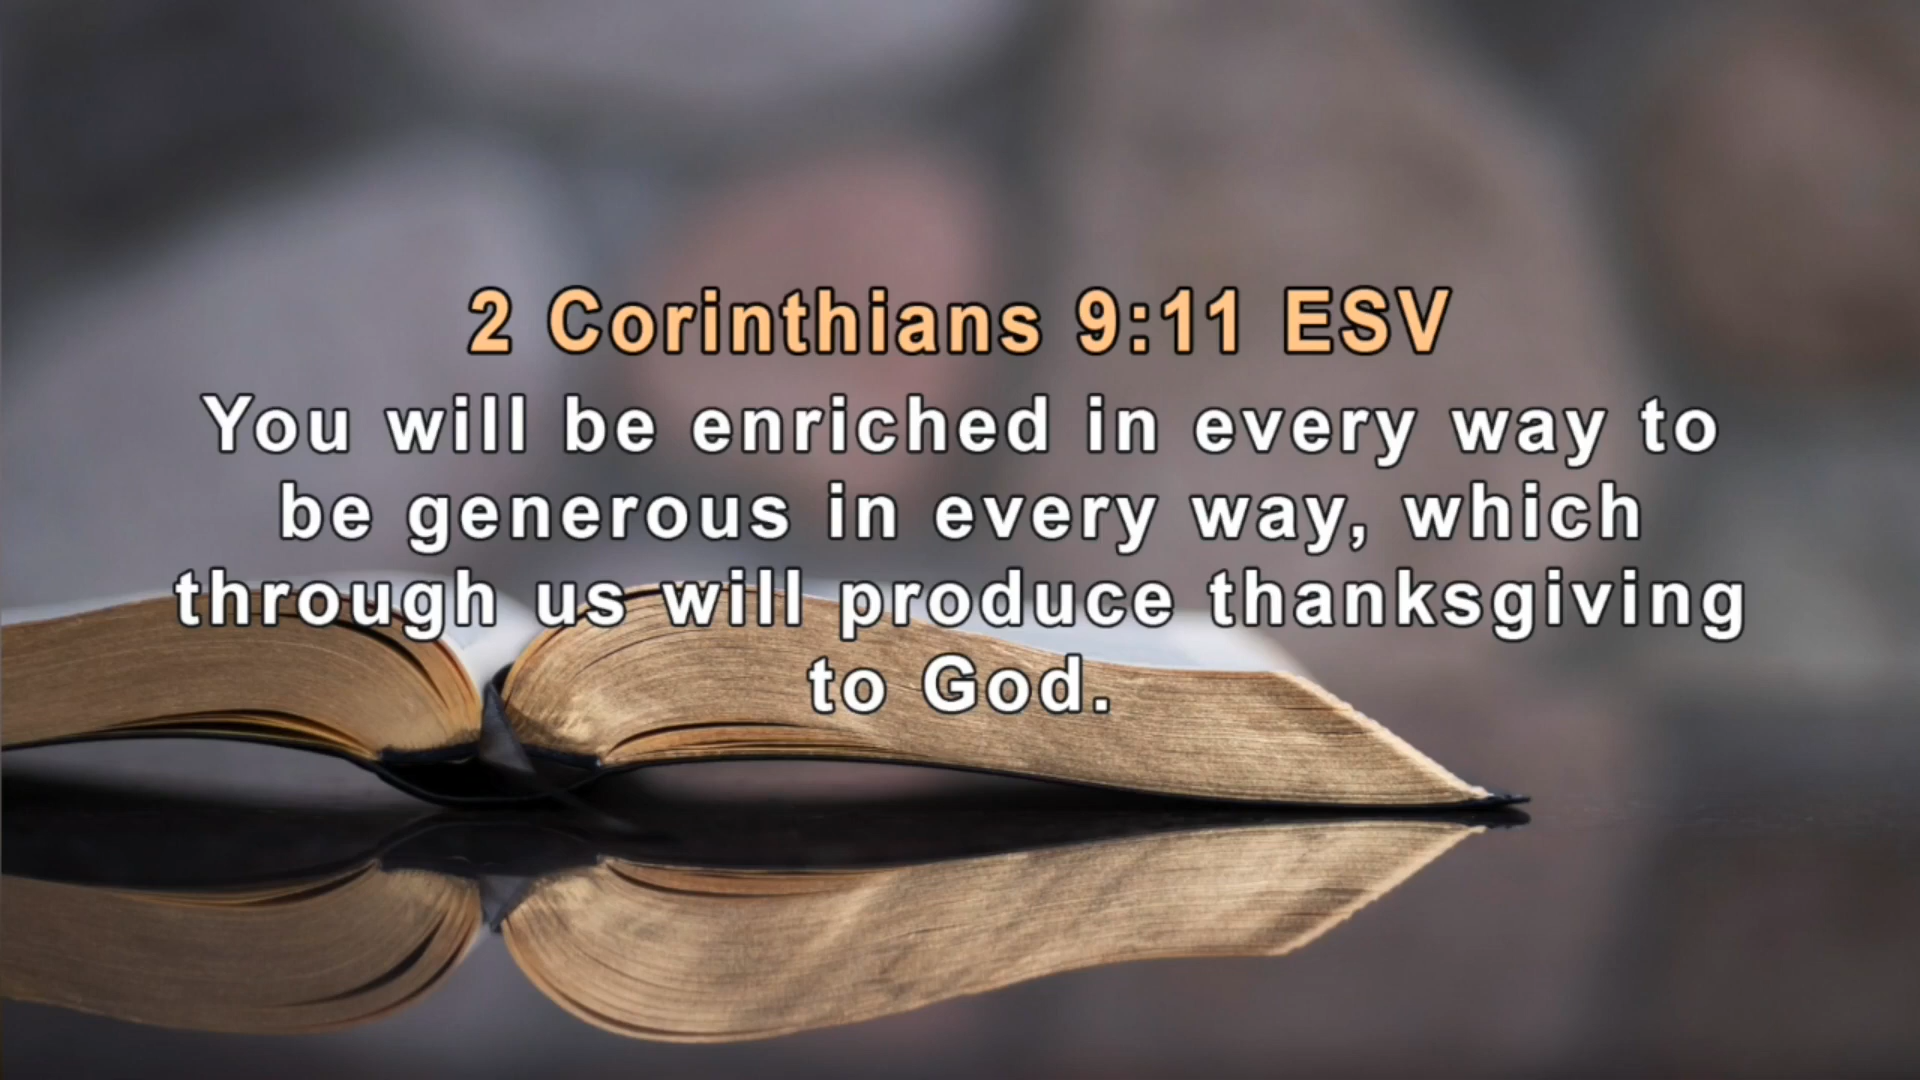 2 Corinthians 9:11 ESV
You will be enriched in every way to
be generous in every way, which
through us will produce thanksgiving
to God.